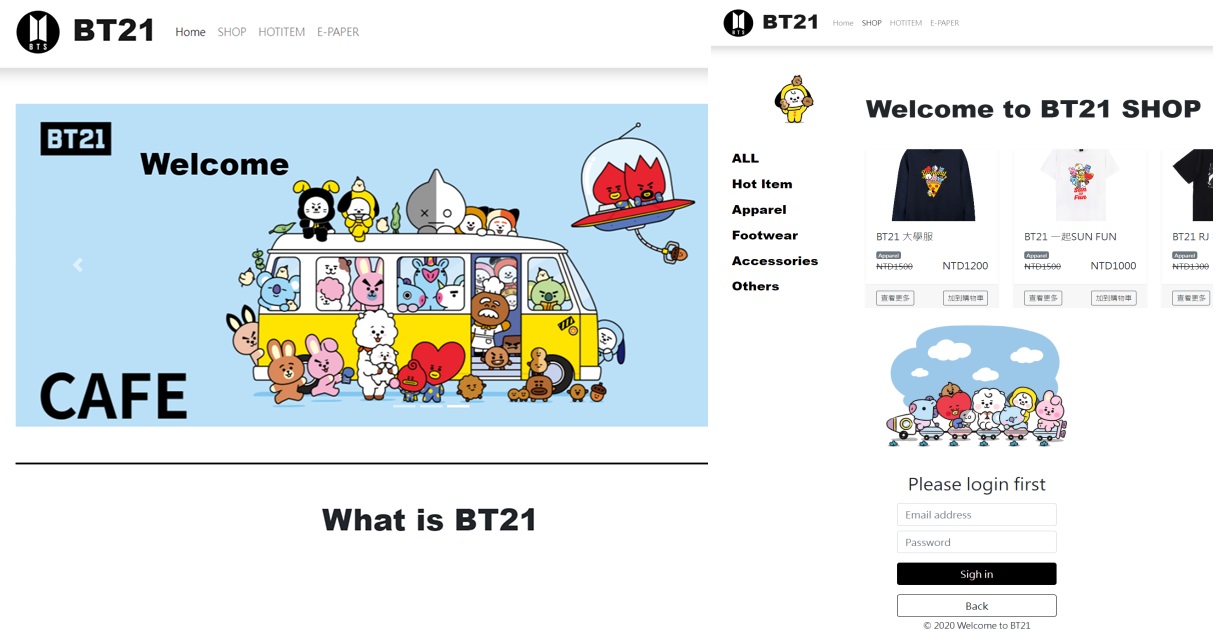 BTS
BT21
Home SHOP HOTITEM E-PAPER
BT21
Welcome
CAFE
What is BT21
BTS
BT21
Home SHOP HOTITEM E-PAPER
Welcome to BT21 SHOP
ALL
Hot Item
Apparel
Footwear
Accessories
Others
BT21 大學服
Apparel
NTD1500 NTD1200
查看更多 加到購物車
SUN
Fun
BT21 一起SUN FUN
Apparel
NTD1500 NTD1000
查看更多 加到購物車
BT21 RJ
Apparel
NTD1300
查看更多
Please login first
Email address
Password
Sigh in
Back
© 2020 Welcome to BT21